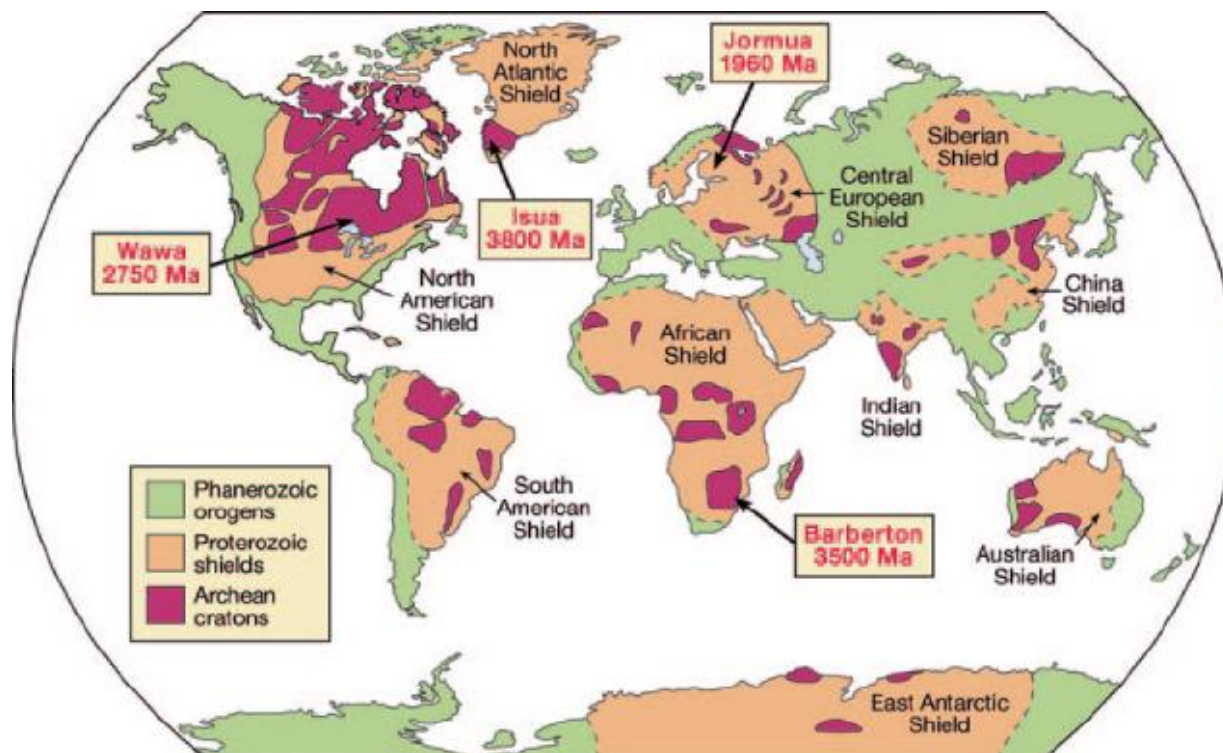 North
Atlantic
Shield
Jormua
1960 Ma
Siberian
Shield
Central
European
Shield
Isua
3800 Ma
Wawa
2750 Ma
North
American
Shield
China
Shield
African
Shield
Indian
Shield
South
American
Shield
Barberton
3500 Ma
Australian
Shield
Phanerozoic
orogens
Proterozoic
shields
Archean
cratons
East Antarctic
Shield